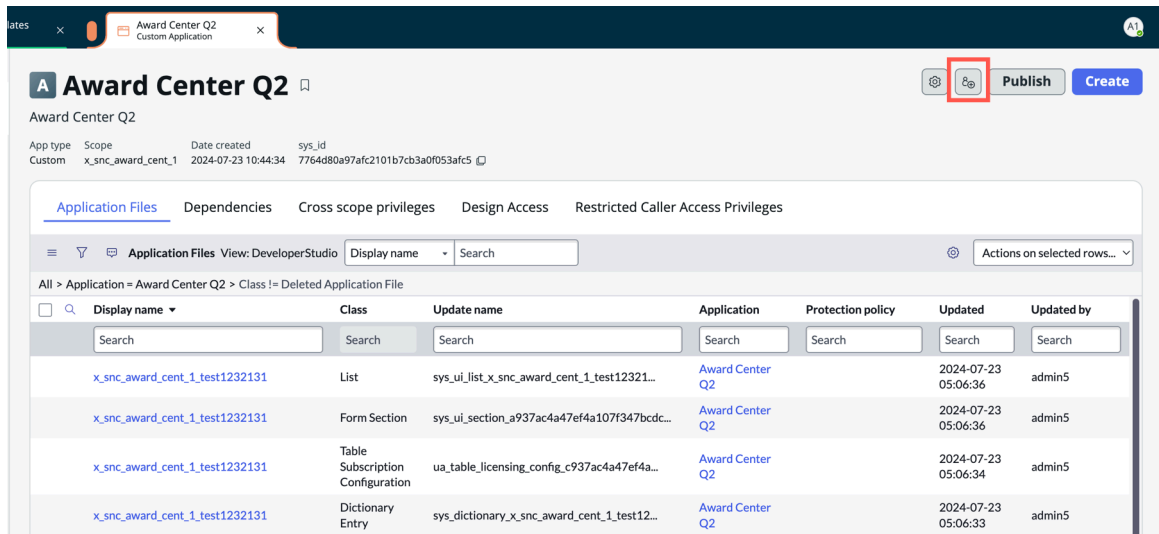 lates
Award Center Q2
Custom Application
A1
A Award Center Q2
Publish
Create
Award Center Q2
App type Scope Date created sys_id
Custom x_snc_award_cent_1 2024-07-23 10:44:34 7764d80a97afc2101b7cb3a0f053afc5
Application Files Dependencies Cross scope privileges Design Access Restricted Caller Access Privileges
Application Files View: DeveloperStudio Display name Search Actions on selected rows...
All > Application = Award Center Q2 > Class != Deleted Application File
Display name Class Update name Application Protection policy Updated Updated by
Search Search Search Search Search Search Search
x_snc_award_cent_1_test1232131 List sys_ui_list_x_snc_award_cent_1_test12321... Award Center Q2 2024-07-23 05:06:36 admin5
x_snc_award_cent_1_test1232131 Form Section sys_ui_section_a937ac4a47ef4a107f347bcdc... Award Center Q2 2024-07-23 05:06:36 admin5
x_snc_award_cent_1_test1232131 Table Subscription Configuration ua_table_licensing_config_c937ac4a47ef4a... Award Center Q2 2024-07-23 05:06:34 admin5
x_snc_award_cent_1_test1232131 Dictionary Entry sys_dictionary_x_snc_award_cent_1_test12... Award Center Q2 2024-07-23 05:06:33 admin5